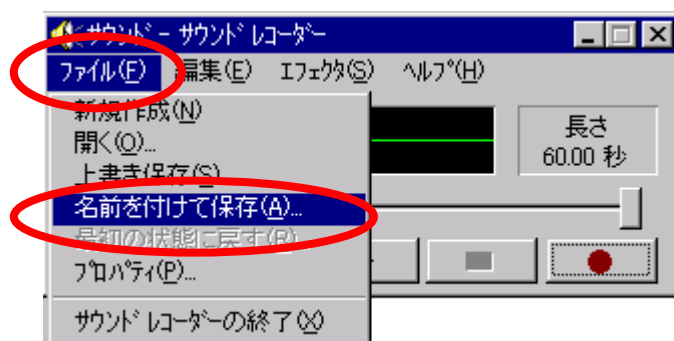 サウンド - サウンド レコーダー
ファイル(F) 編集(E) エフェクタ(S) ヘルプ(H)
新規作成(N)
開く(O)...
上書き保存(S)
名前を付けて保存(A)...
最初の状態に戻す(R)
プロパティ(P)...
サウンド レコーダーの終了(X)
長さ
60.00 秒